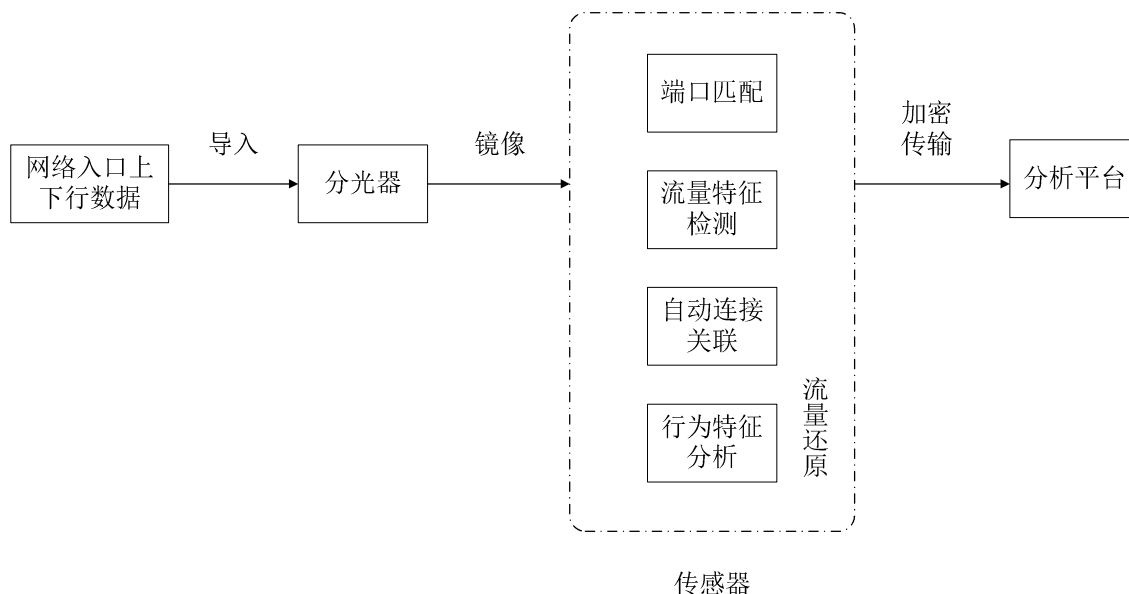 网络入口上
下行数据
导入
分光器
镜像
端口匹配
流量特征
检测
自动连接
关联
行为特征
分析
流量还原
传感器
加密
传输
分析平台